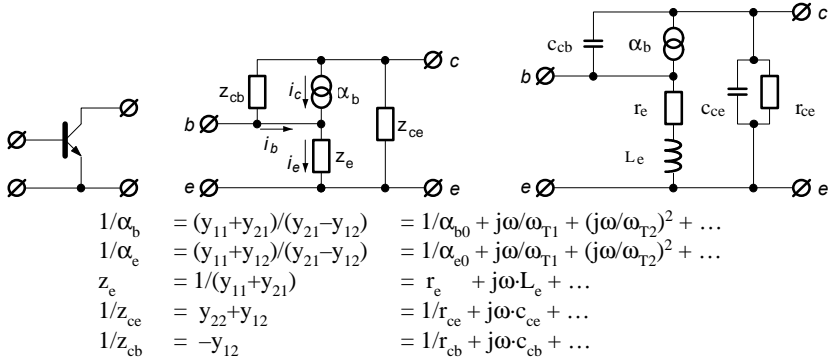 c
c
c_cb
α_b
z_cb
i_c
α_b
b
b
r_e
c_ce
r_ce
z_ce
i_b
i_e
z_e
L_e
e
e
e
e
1/α_b = (y_11+y_21)/(y_21–y_12) = 1/α_b0 + jω/ω_T1 + (jω/ω_T2)^2 + …
1/α_e = (y_11+y_12)/(y_21–y_12) = 1/α_e0 + jω/ω_T1 + (jω/ω_T2)^2 + …
z_e = 1/(y_11+y_21) = r_e + jω·L_e + …
1/z_ce = y_22+y_12 = 1/r_ce + jω·c_ce + …
1/z_cb = –y_12 = 1/r_cb + jω·c_cb + …